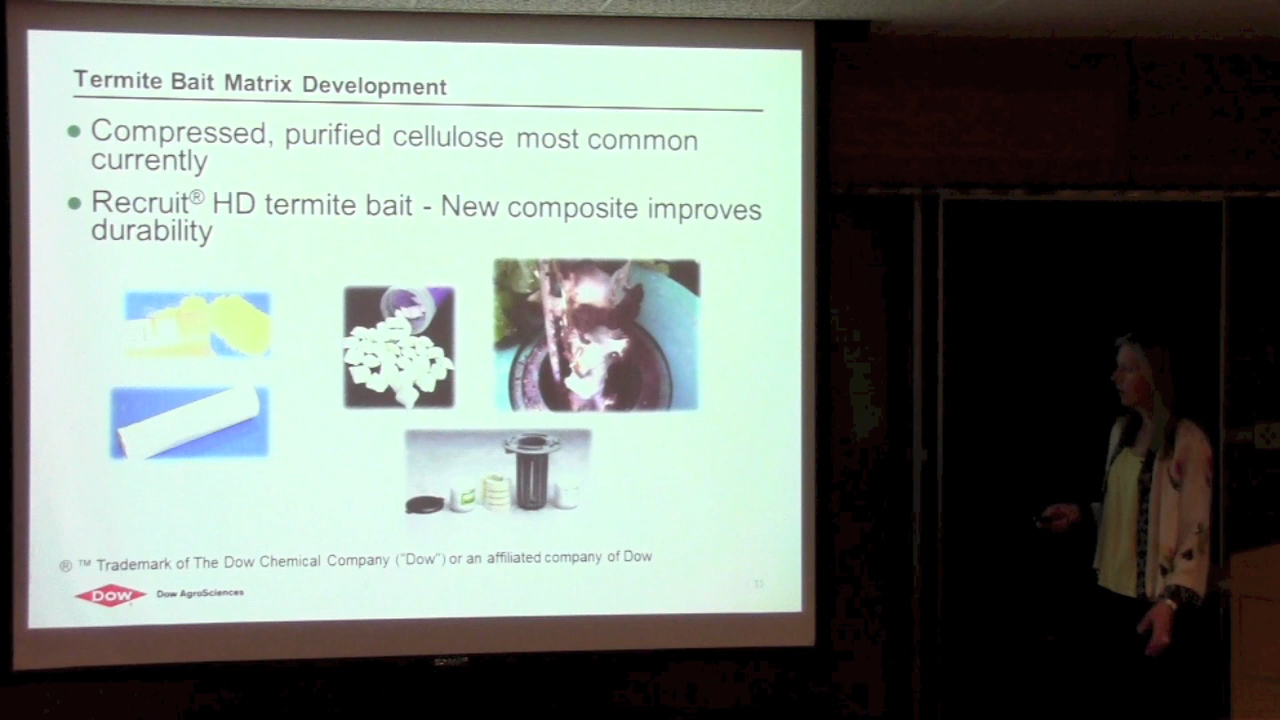 Termite Bait Matrix Development
Compressed, purified cellulose most common
currently
Recruit® HD termite bait - New composite improves
durability
® ™ Trademark of The Dow Chemical Company ("Dow") or an affiliated company of Dow
Dow
Dow AgroSciences